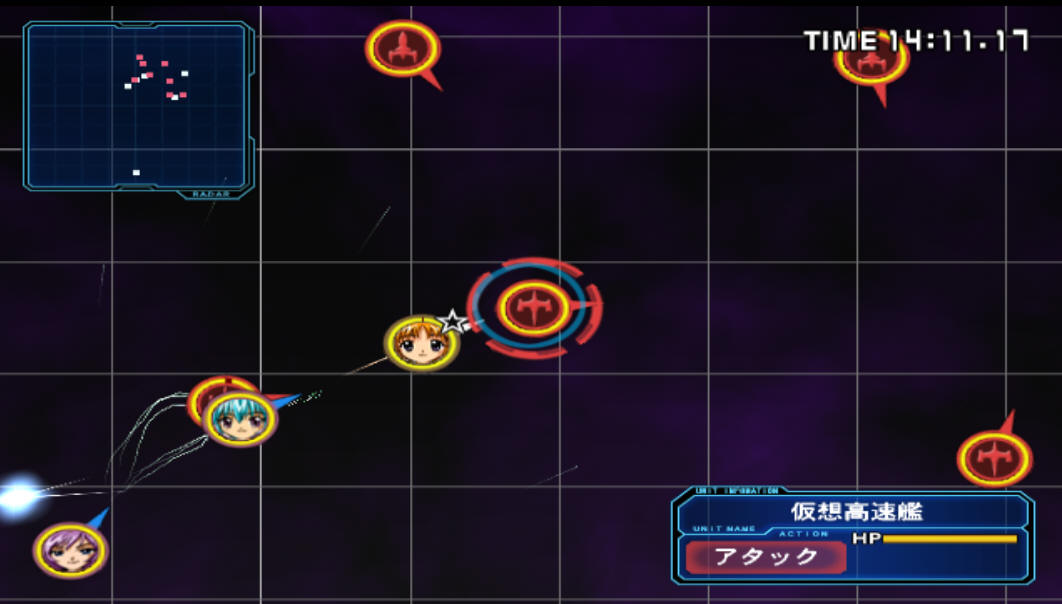 TIME 14:11.17
RADAR
UNIT INFOMATION
仮想高速艦
UNIT NAME
ACTION
HP
アタック